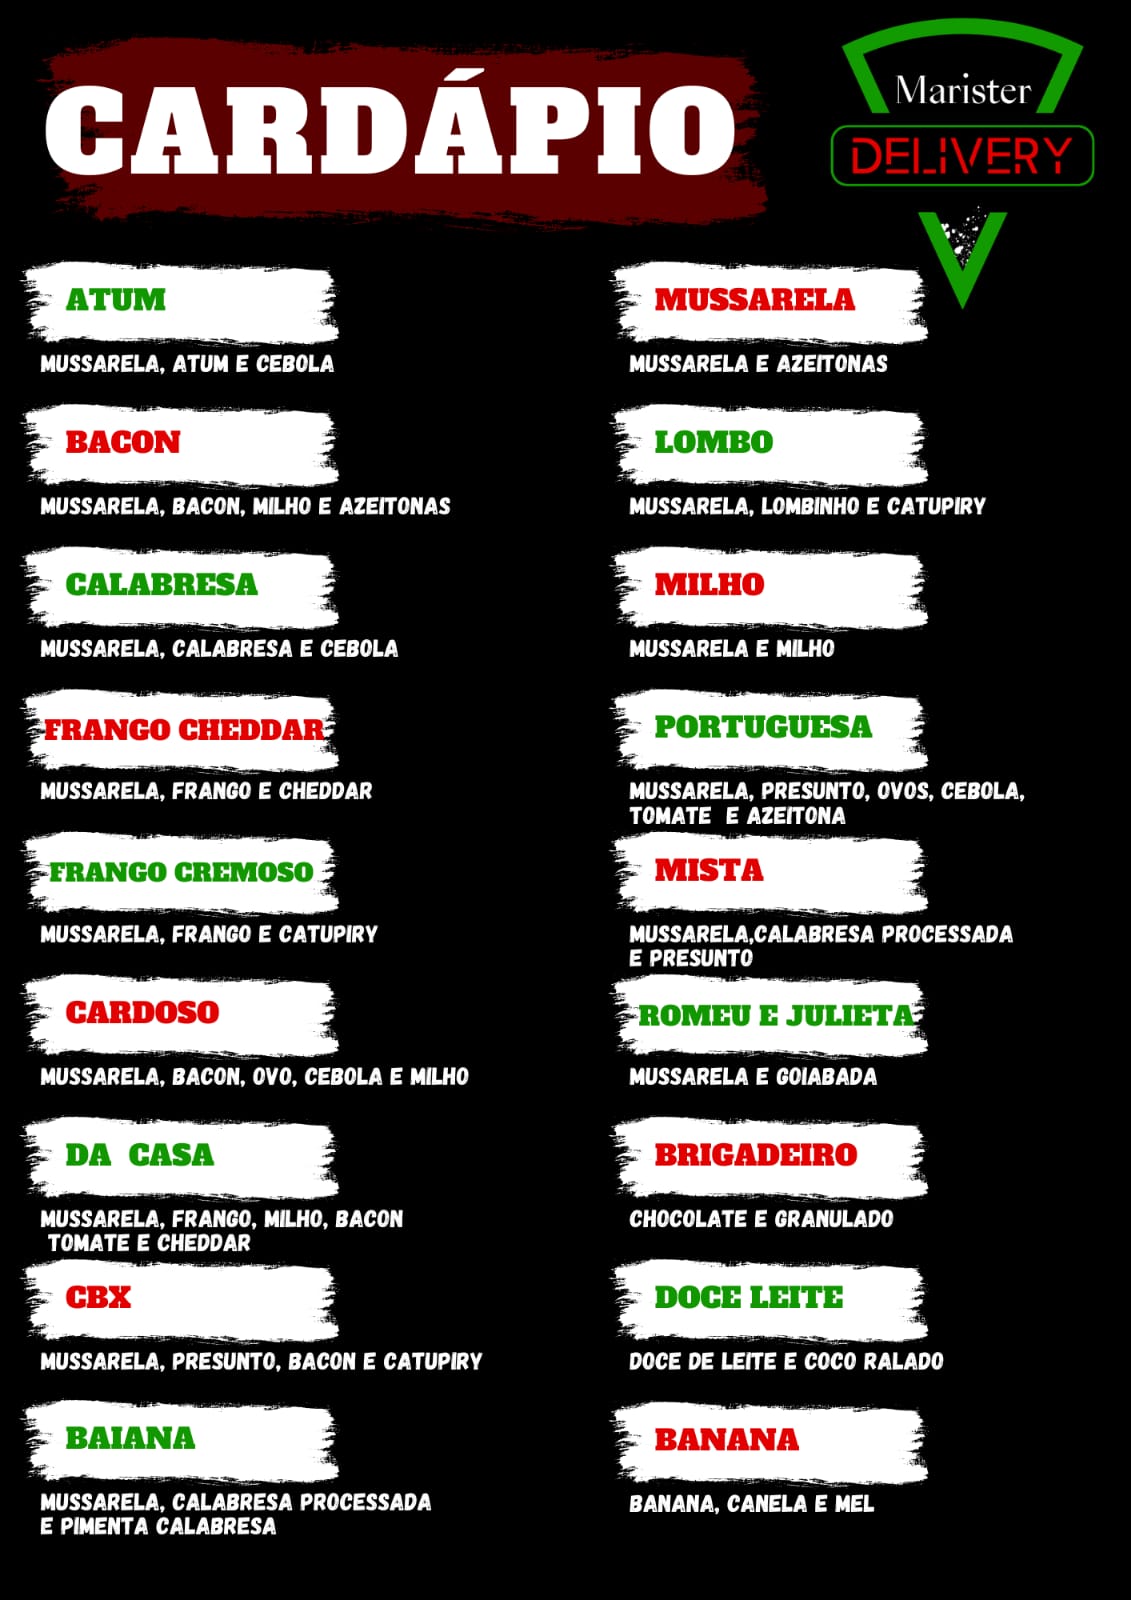 CARDÁPIO
Marister
DELIVERY
ATUM
MUSSARELA, ATUM E CEBOLA
BACON
MUSSARELA, BACON, MILHO E AZEITONAS
CALABRESA
MUSSARELA, CALABRESA E CEBOLA
FRANGO CHEDDAR
MUSSARELA, FRANGO E CHEDDAR
FRANGO CREMOSO
MUSSARELA, FRANGO E CATUPIRY
CARDOSO
MUSSARELA, BACON, OVO, CEBOLA E MILHO
DA CASA
MUSSARELA, FRANGO, MILHO, BACON
TOMATE E CHEDDAR
CBX
MUSSARELA, PRESUNTO, BACON E CATUPIRY
BAIANA
MUSSARELA, CALABRESA PROCESSADA
E PIMENTA CALABRESA
MUSSARELA
MUSSARELA E AZEITONAS
LOMBO
MUSSARELA, LOMBINHO E CATUPIRY
MILHO
MUSSARELA E MILHO
PORTUGUESA
MUSSARELA, PRESUNTO, OVOS, CEBOLA,
TOMATE E AZEITONA
MISTA
MUSSARELA,CALABRESA PROCESSADA
E PRESUNTO
ROMEU E JULIETA
MUSSARELA E GOIABADA
BRIGADEIRO
CHOCOLATE E GRANULADO
DOCE LEITE
DOCE DE LEITE E COCO RALADO
BANANA
BANANA, CANELA E MEL